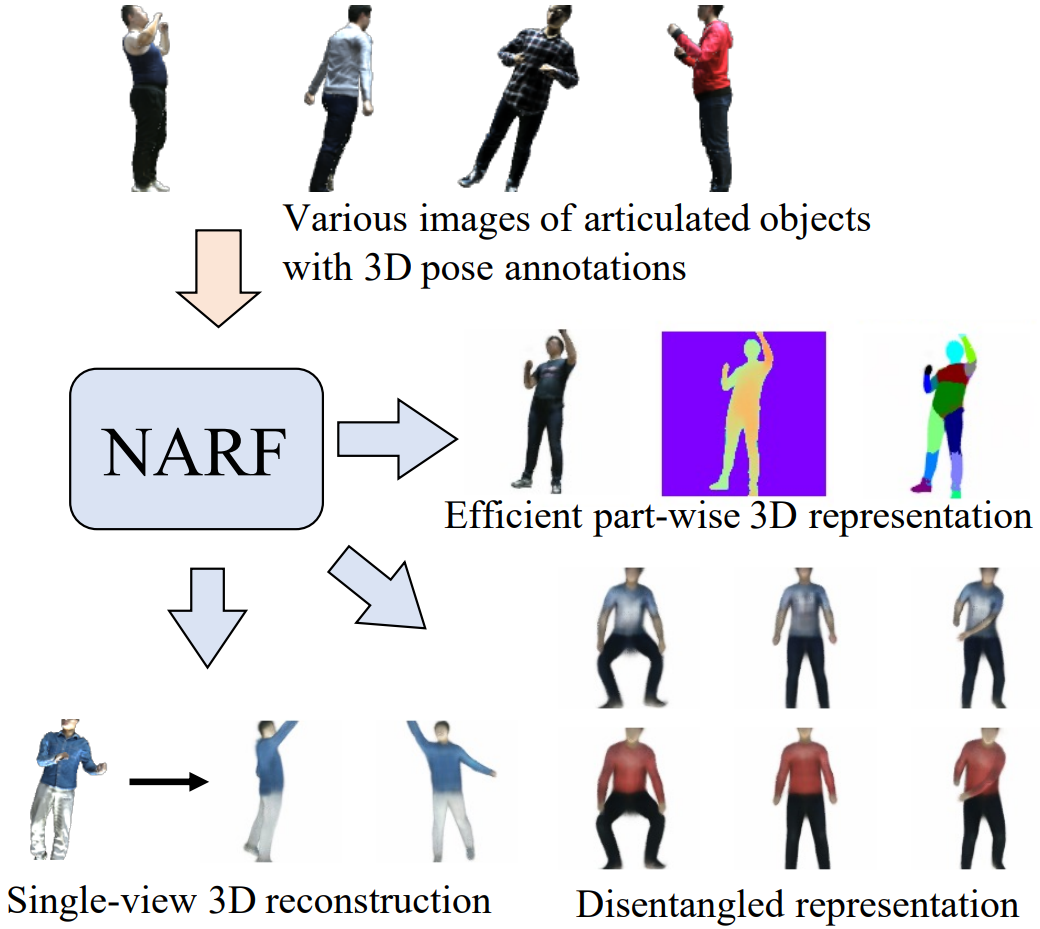 Various images of articulated objects
with 3D pose annotations
NARF
Efficient part-wise 3D representation
Single-view 3D reconstruction
Disentangled representation